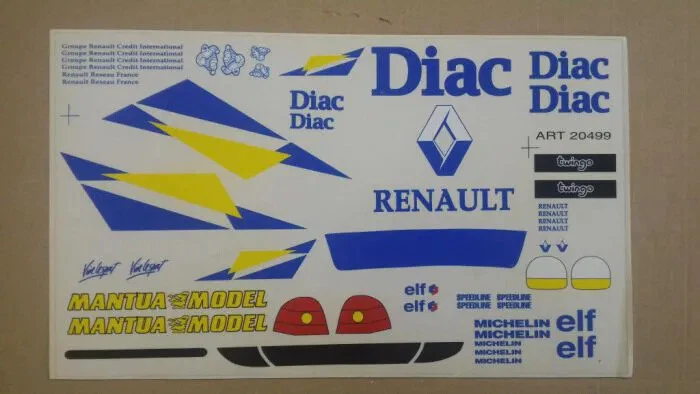 Groupe Renault Credit International
Groupe Renault Credit International
Groupe Renault Credit International
Groupe Renault Credit International
Renault Reseau France
Renault Reseau France
Diac
Diac
Diac
Diac
Diac
ART 20499
twingo
twingo
RENAULT
RENAULT
RENAULT
RENAULT
RENAULT
MANTUA MODEL
MANTUA MODEL
elf
elf
SPEEDLINE SPEEDLINE
SPEEDLINE SPEEDLINE
MICHELIN
MICHELIN
MICHELIN
MICHELIN
MICHELIN
elf
elf